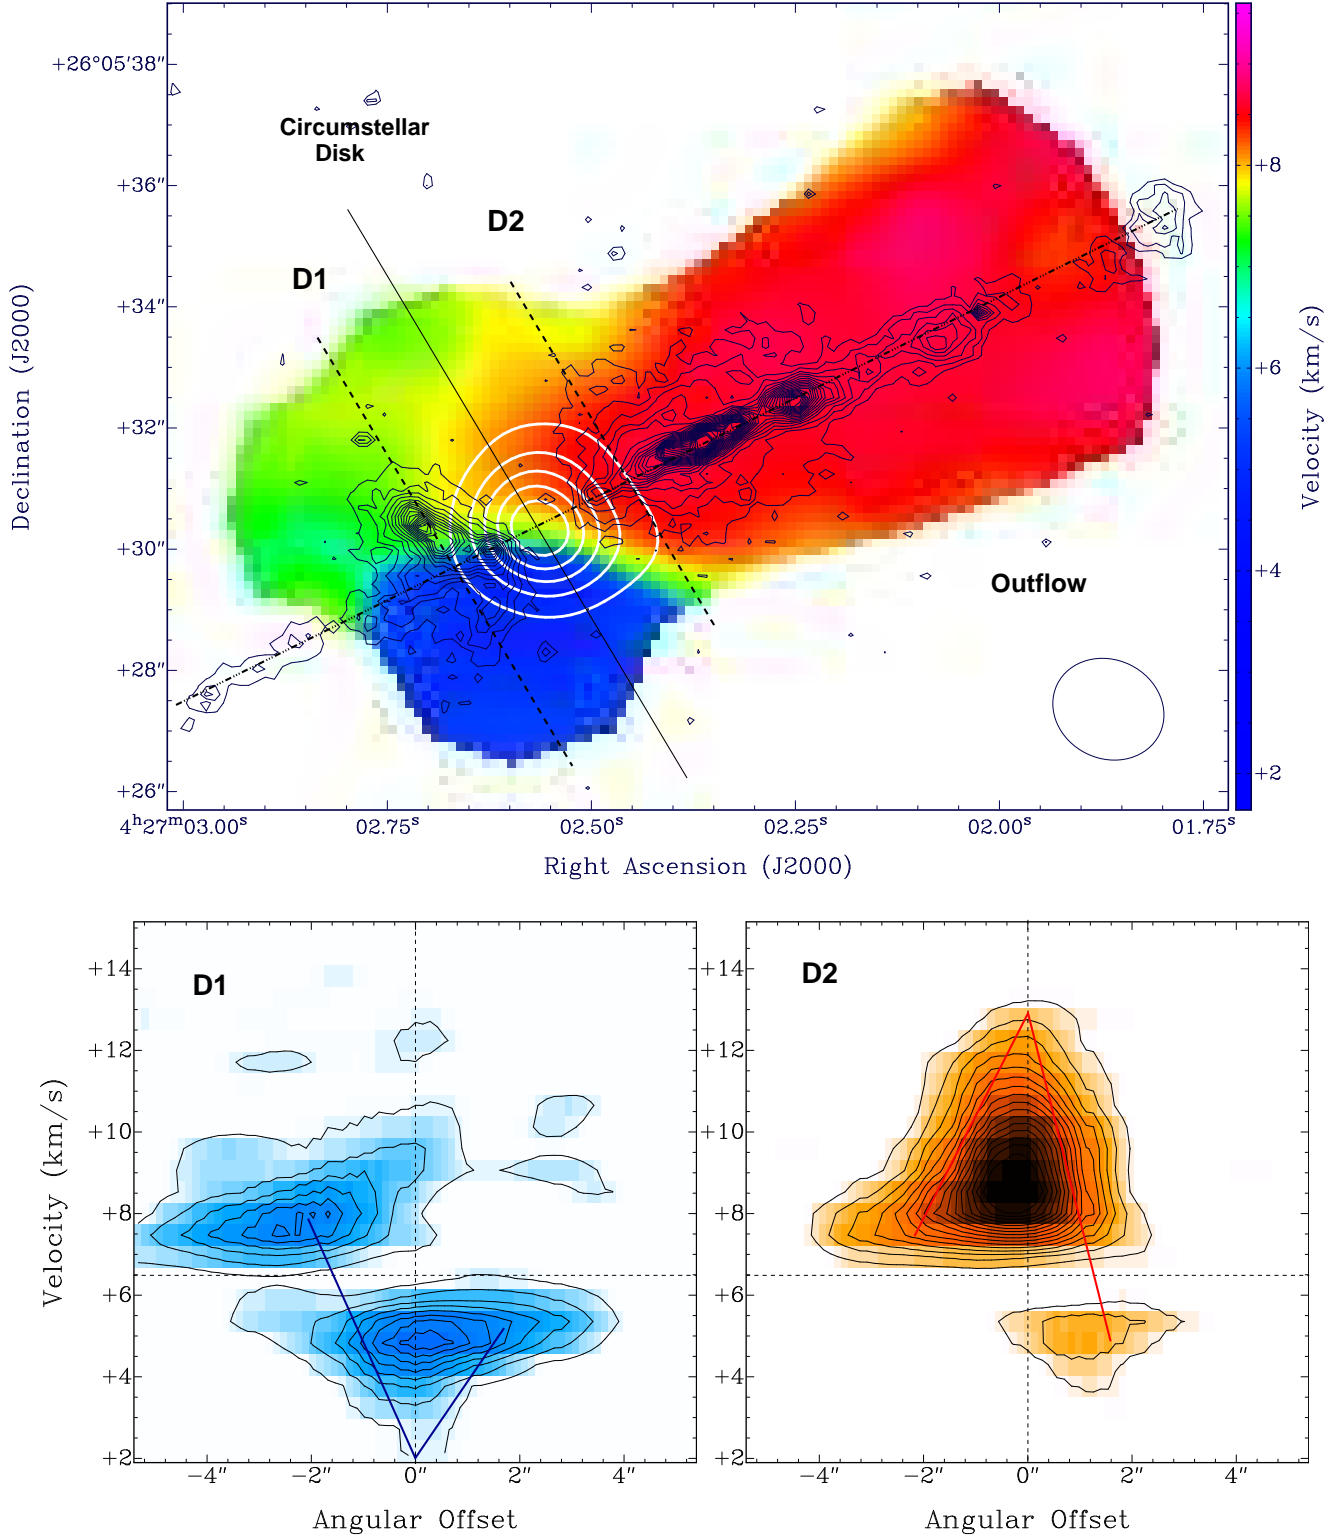 +26°05′38″
+36″
+34″
+32″
+30″
+28″
+26″
Declination (J2000)
Circumstellar
Disk
D1
D2
Outflow
+8
+6
+4
+2
Velocity (km/s)
4ʰ27ᵐ03.00ˢ
02.75ˢ
02.50ˢ
02.25ˢ
02.00ˢ
01.75ˢ
Right Ascension (J2000)
D1
+14
+12
+10
+8
+6
+4
+2
Velocity (km/s)
−4″
−2″
0″
2″
4″
Angular Offset
D2
+14
+12
+10
+8
+6
+4
+2
−4″
−2″
0″
2″
4″
Angular Offset